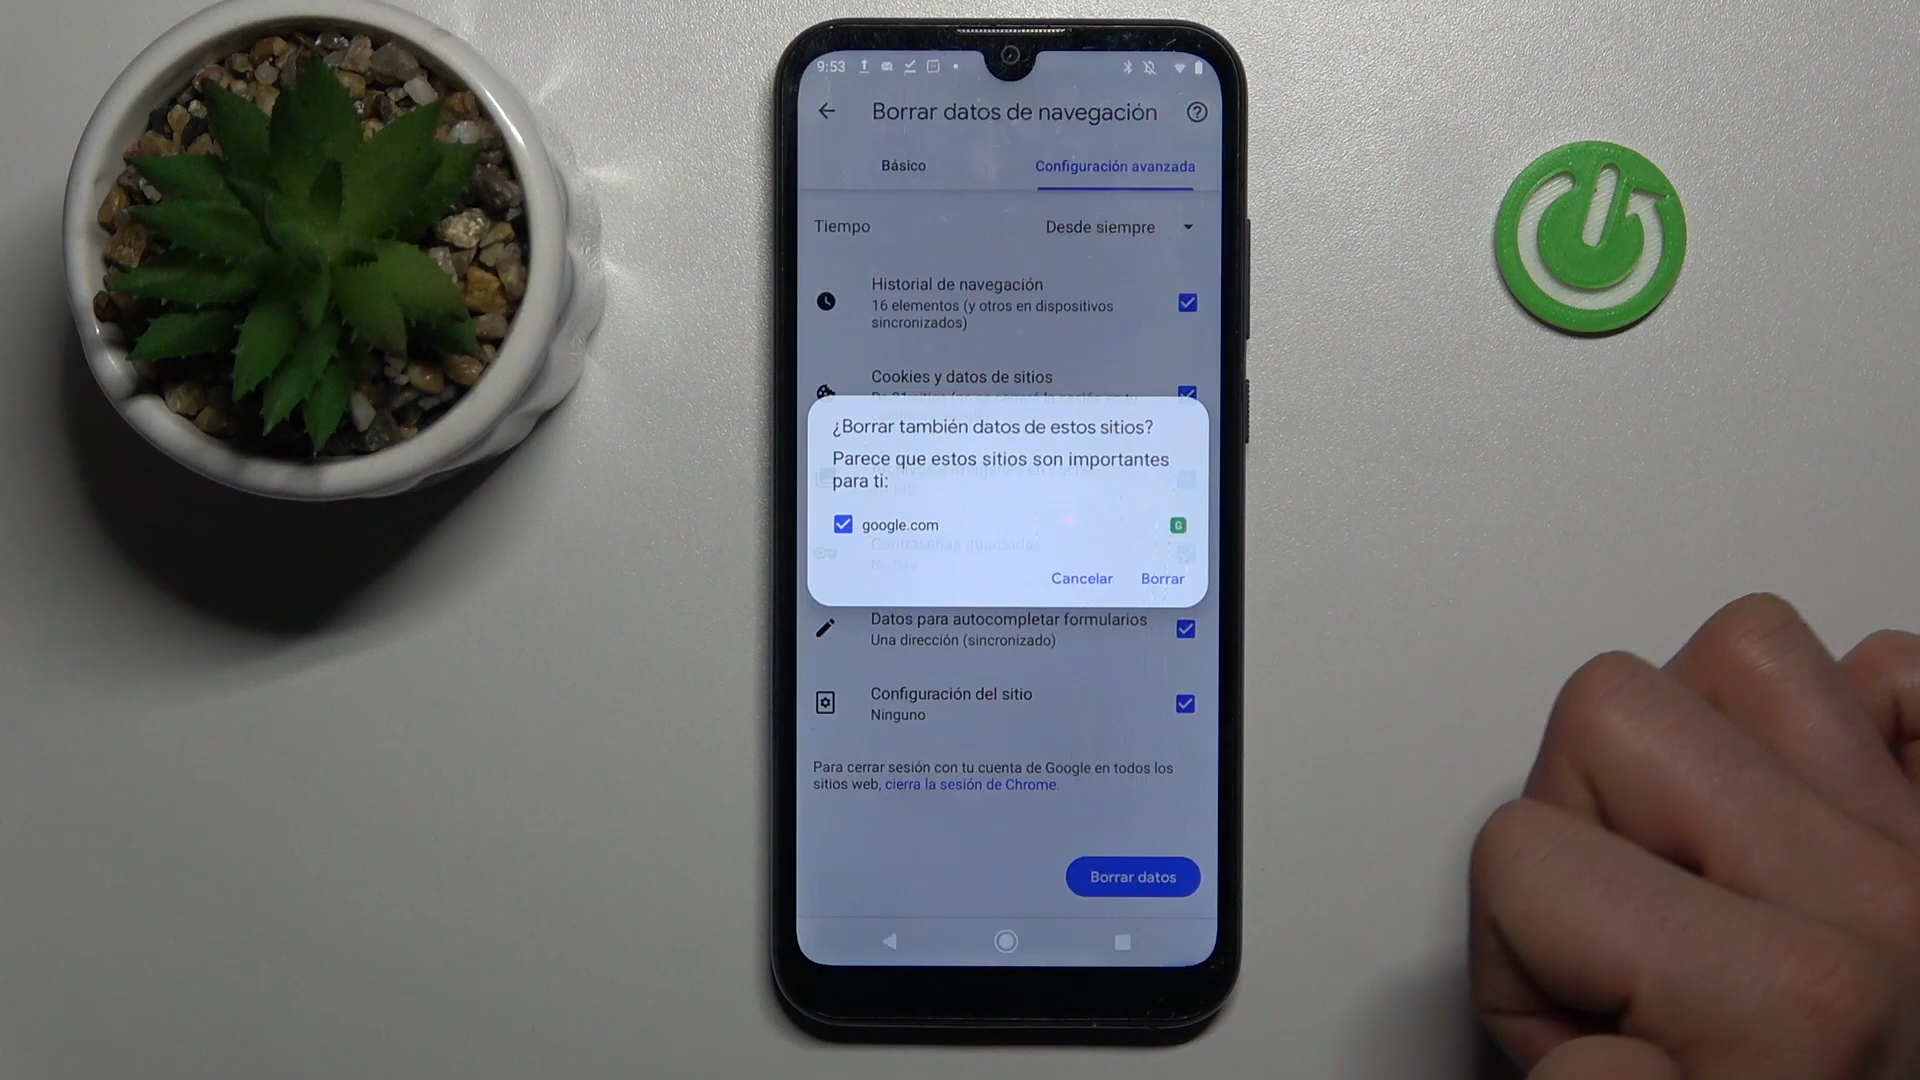 9:53
Borrar datos de navegación
Básico
Configuración avanzada
Tiempo
Desde siempre
Historial de navegación
16 elementos (y otros en dispositivos
sincronizados)
Cookies y datos de sitios
¿Borrar también datos de estos sitios?
Parece que estos sitios son importantes
para ti:
google.com
G
Contraseñas guardadas
Cancelar
Borrar
Datos para autocompletar formularios
Una dirección (sincronizado)
Configuración del sitio
Ninguno
Para cerrar sesión con tu cuenta de Google en todos los
sitios web, cierra la sesión de Chrome.
Borrar datos